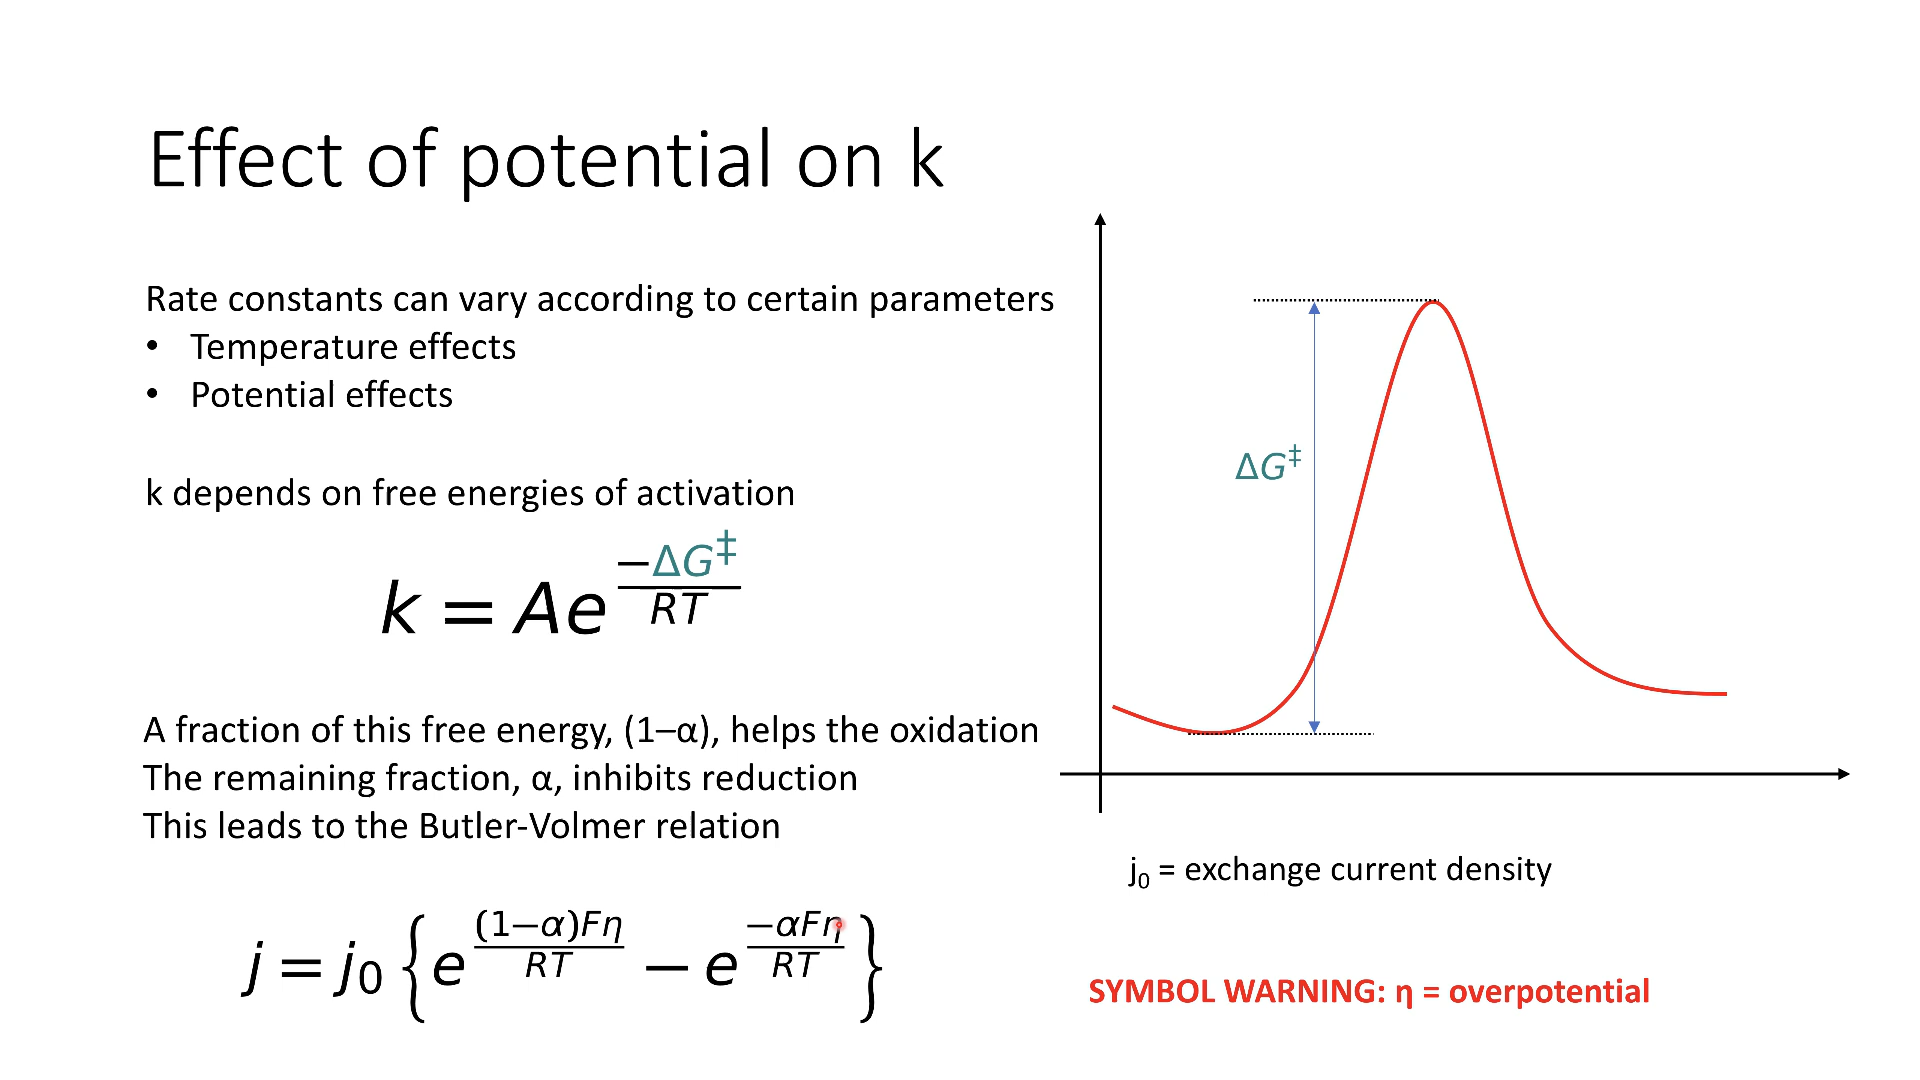 Effect of potential on k
Rate constants can vary according to certain parameters
• Temperature effects
• Potential effects
k depends on free energies of activation
k = Ae^(−ΔG‡/RT)
A fraction of this free energy, (1–α), helps the oxidation
The remaining fraction, α, inhibits reduction
This leads to the Butler-Volmer relation
j = j₀ {e^((1−α)Fη/RT) − e^(−αFη/RT)}
ΔG‡
j₀ = exchange current density
SYMBOL WARNING: η = overpotential